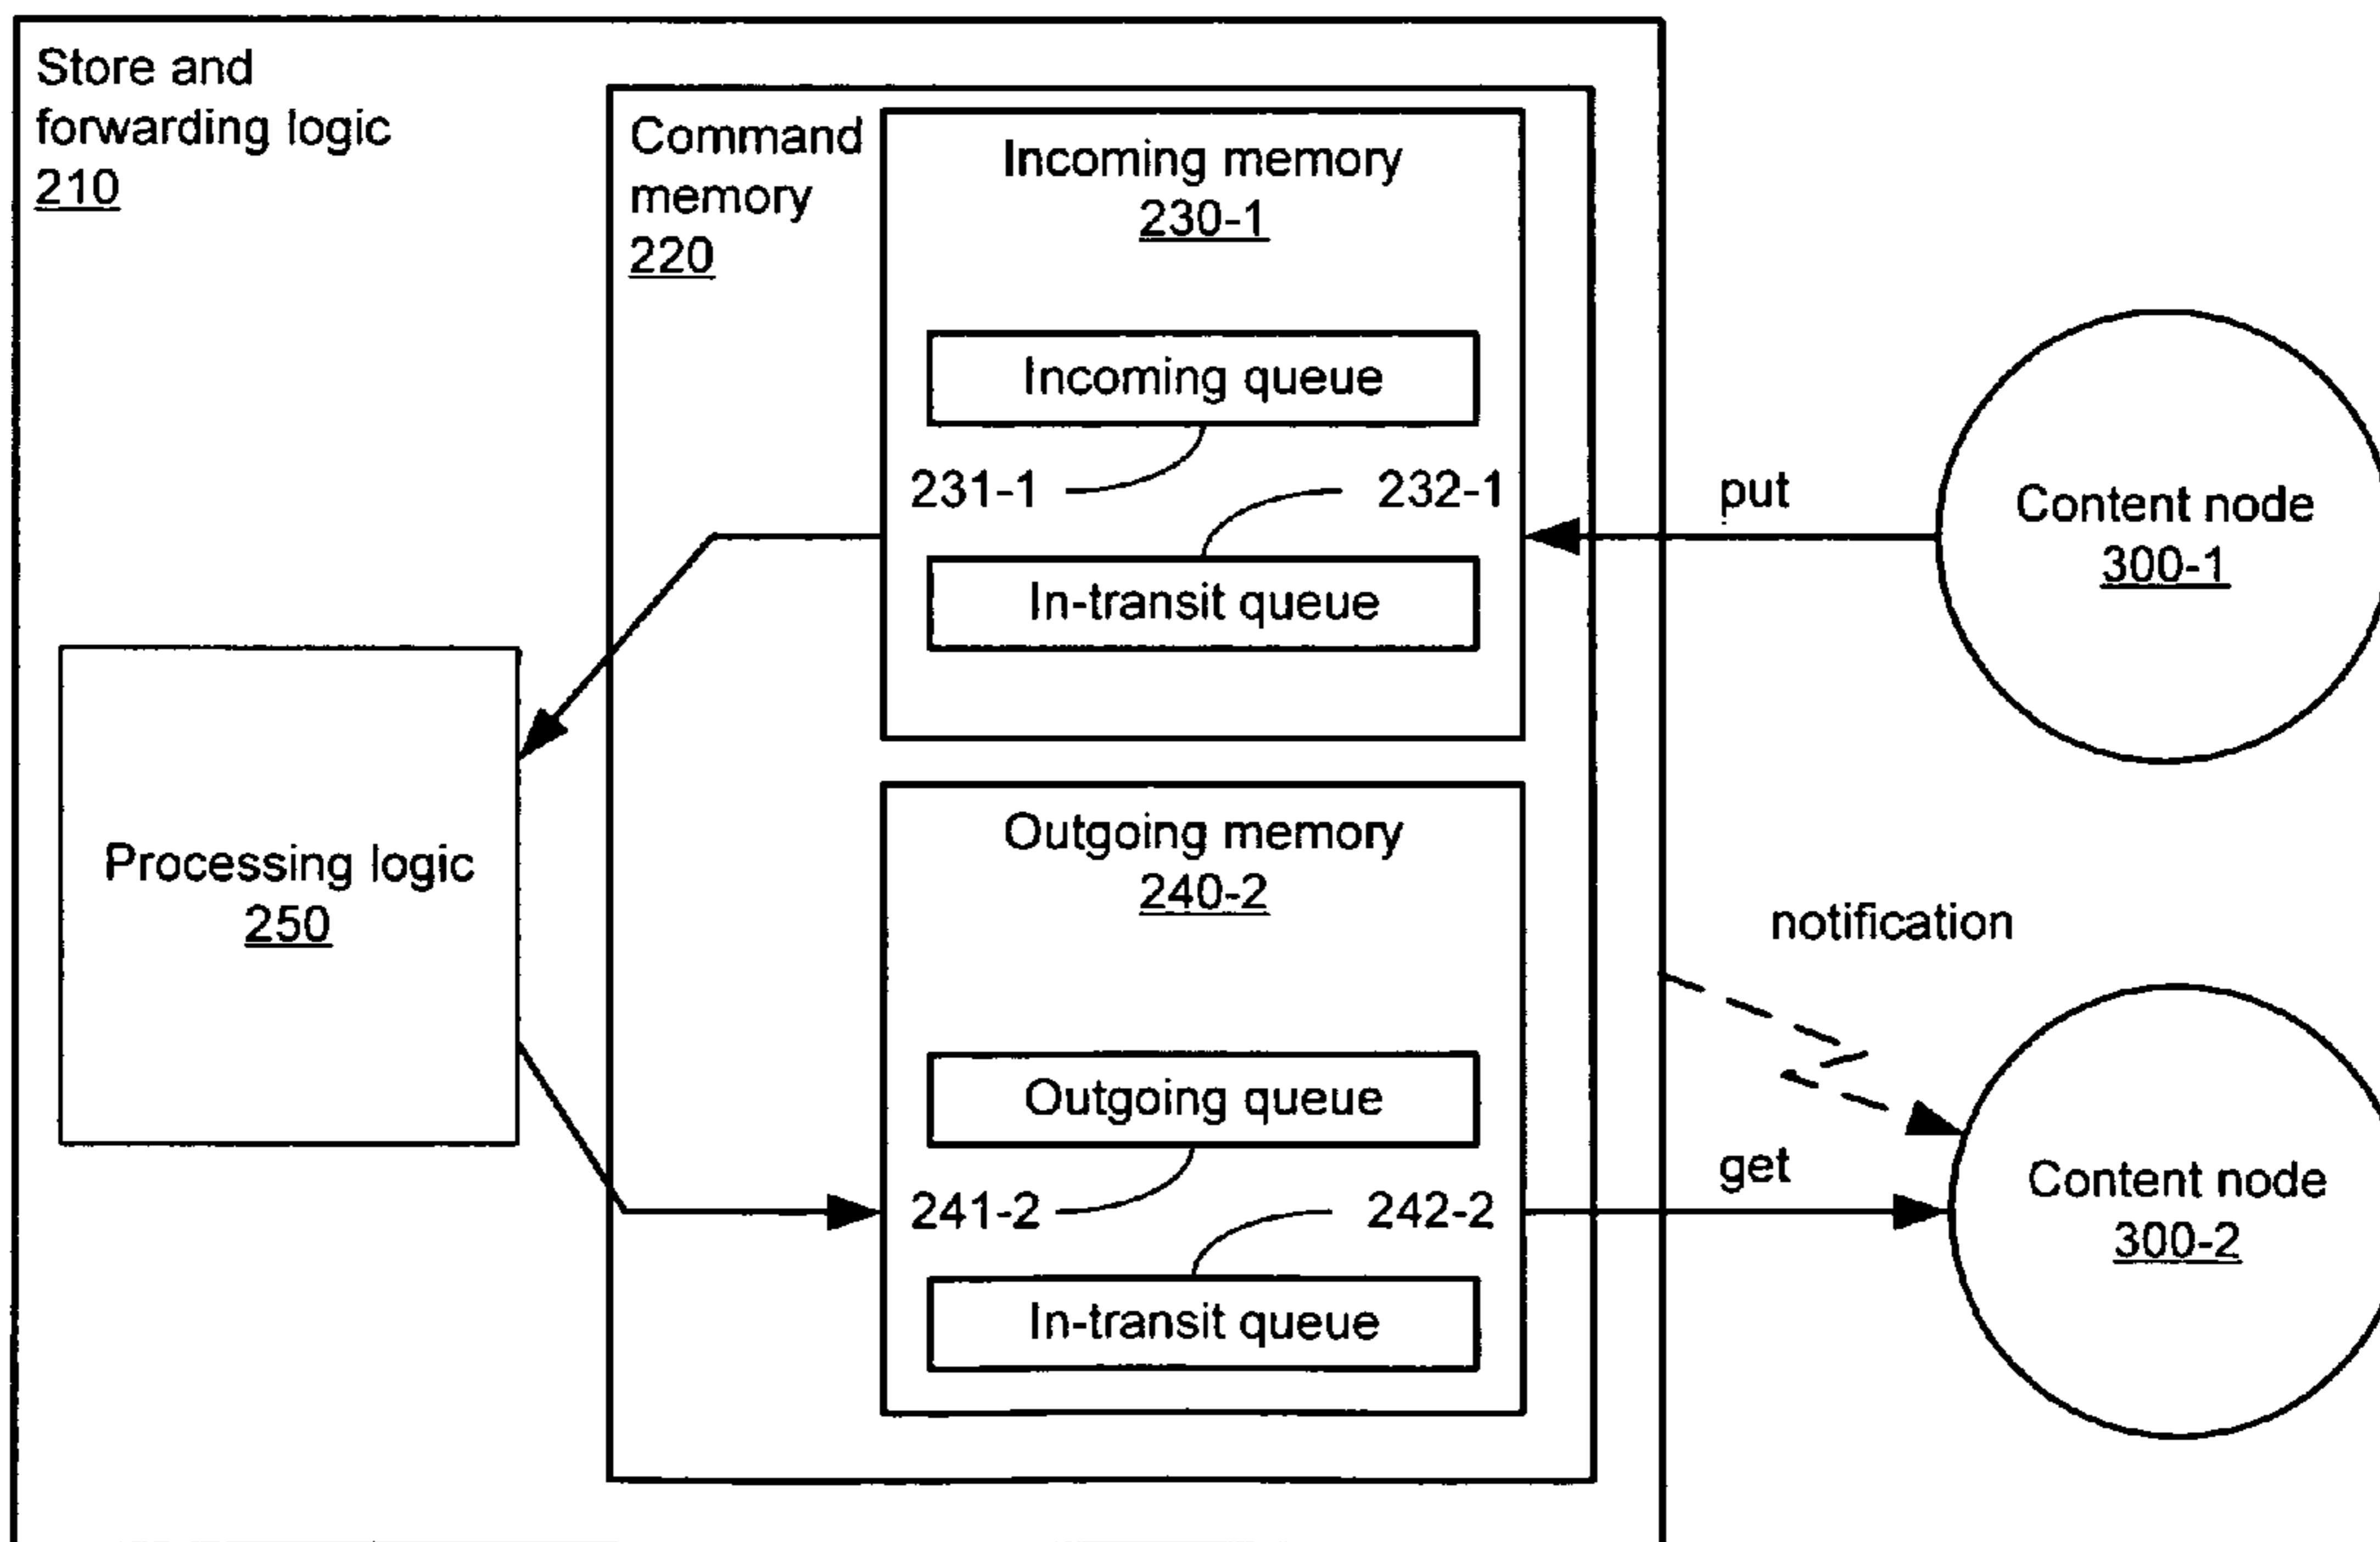 Store and
forwarding logic
210
Command
memory
220
Incoming memory
230-1
Incoming queue
231-1
232-1
In-transit queue
put
Content node
300-1
Processing logic
250
Outgoing memory
240-2
Outgoing queue
241-2
242-2
In-transit queue
notification
get
Content node
300-2